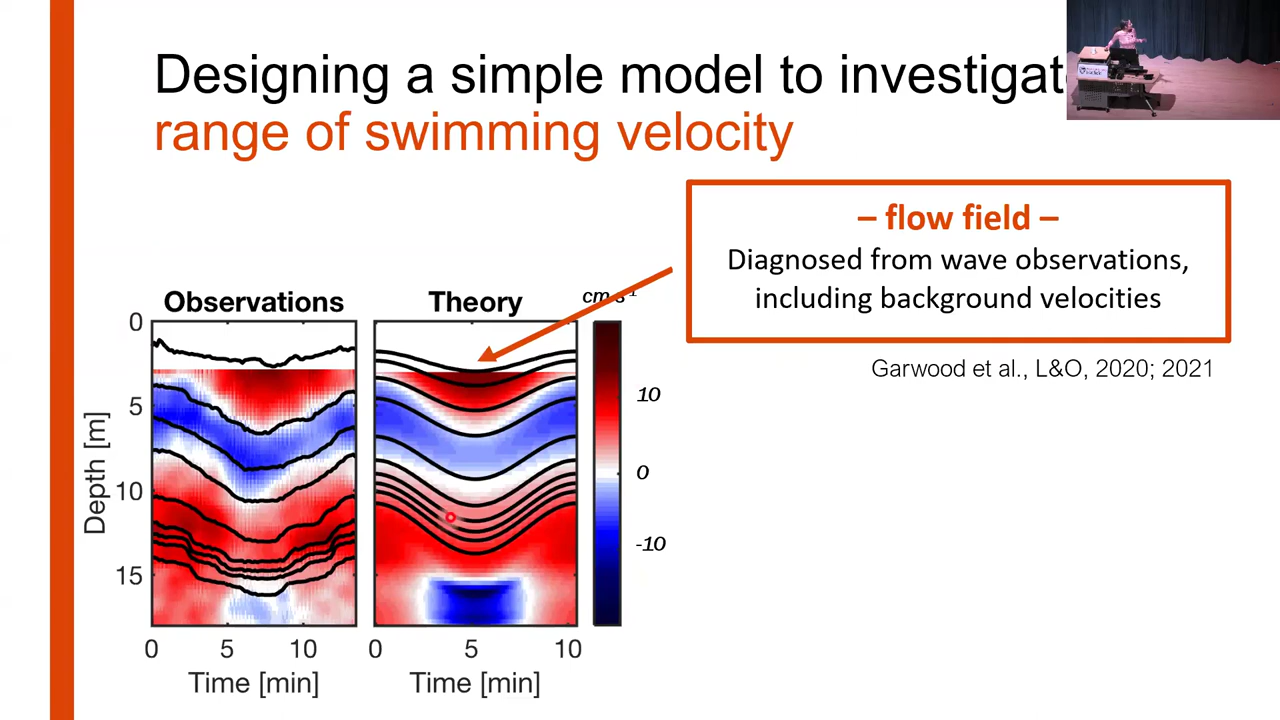 Designing a simple model to investigat
range of swimming velocity
– flow field –
Diagnosed from wave observations,
including background velocities
Garwood et al., L&O, 2020; 2021
Observations
Theory
cm s⁻¹
0
5
10
15
Depth [m]
10
0
-10
0
5
10
0
5
10
Time [min]
Time [min]